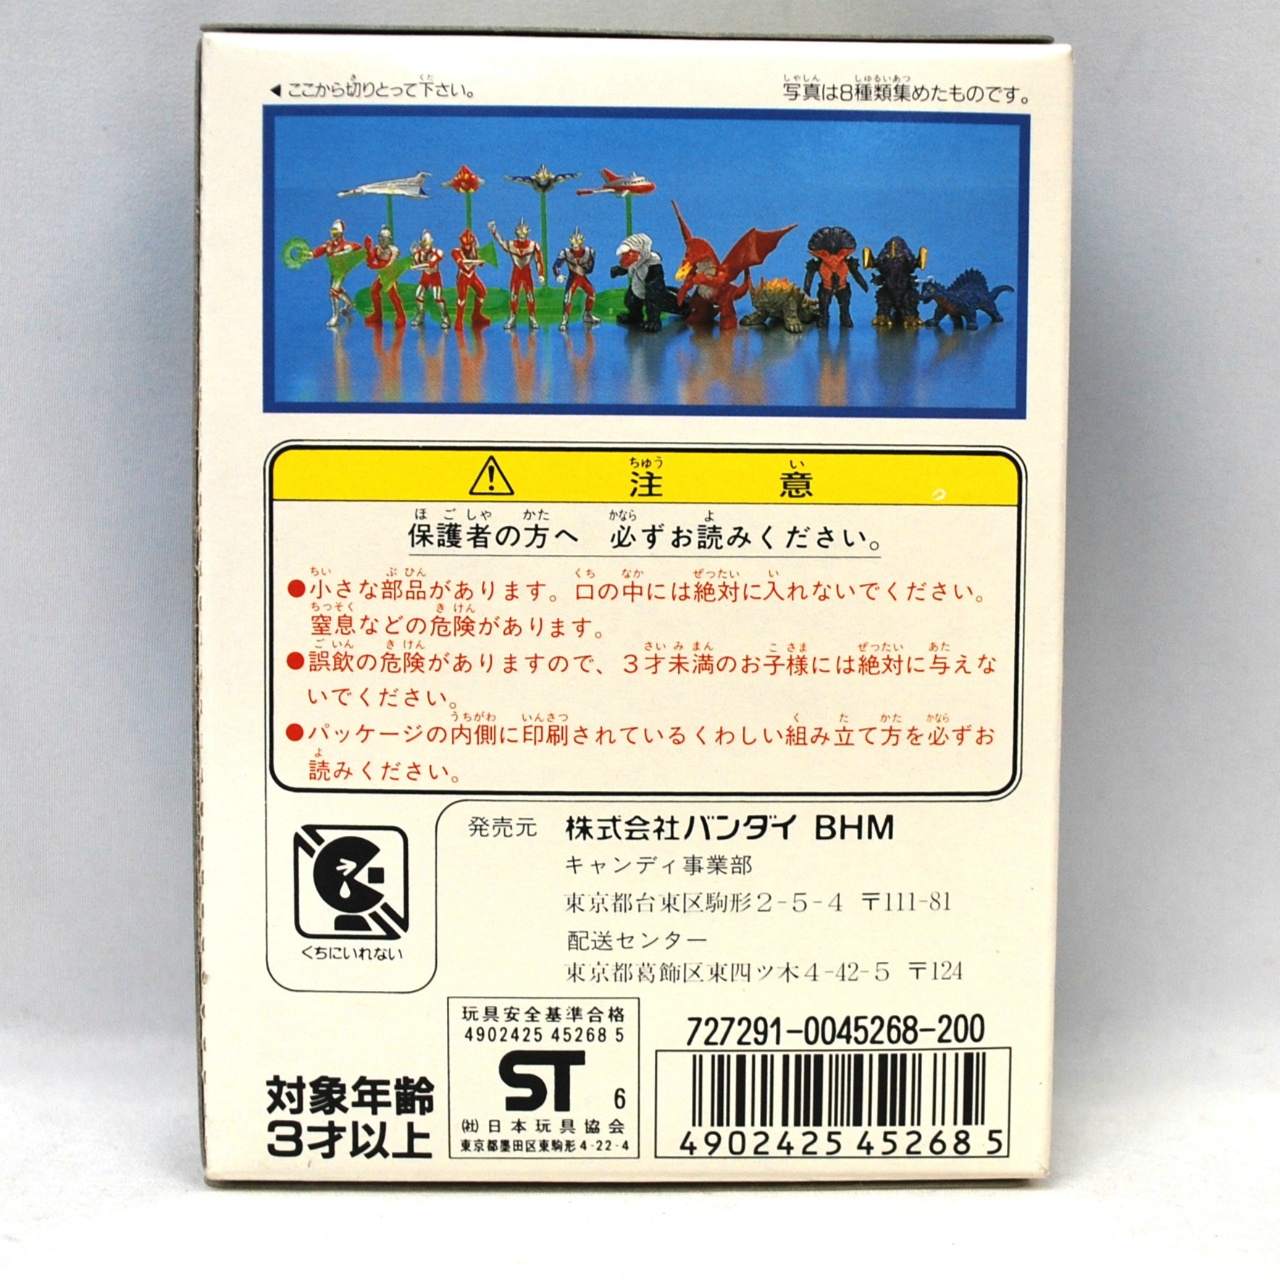 ◀ ここから切りとって下さい。
写真は8種類集めたものです。
⚠ 注意
保護者の方へ 必ずお読みください。
●小さな部品があります。口の中には絶対に入れないでください。
窒息などの危険があります。
●誤飲の危険がありますので、3才未満のお子様には絶対に与えな
いでください。
●パッケージの内側に印刷されているくわしい組み立て方を必ずお
読みください。
くちにいれない
発売元 株式会社バンダイ BHM
キャンディ事業部
東京都台東区駒形2-5-4 〒111-81
配送センター
東京都葛飾区東四ツ木4-42-5 〒124
対象年齢
3才以上
玩具安全基準合格
4902425 45268 5
ST 6
(社)日本玩具協会
東京都墨田区東駒形4-22-4
727291-0045268-200
4902425 45268 5